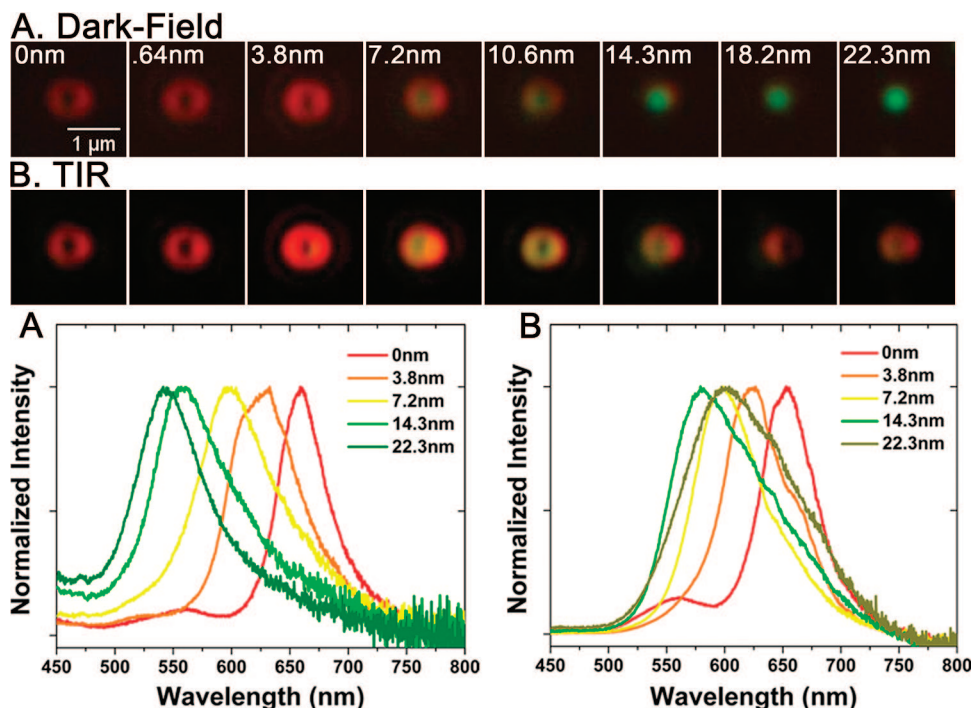 A. Dark-Field
0nm .64nm 3.8nm 7.2nm 10.6nm 14.3nm 18.2nm 22.3nm
1 µm
B. TIR
A
0nm
3.8nm
7.2nm
14.3nm
22.3nm
Normalized Intensity
450 500 550 600 650 700 750 800
Wavelength (nm)
B
0nm
3.8nm
7.2nm
14.3nm
22.3nm
Normalized Intensity
450 500 550 600 650 700 750 800
Wavelength (nm)